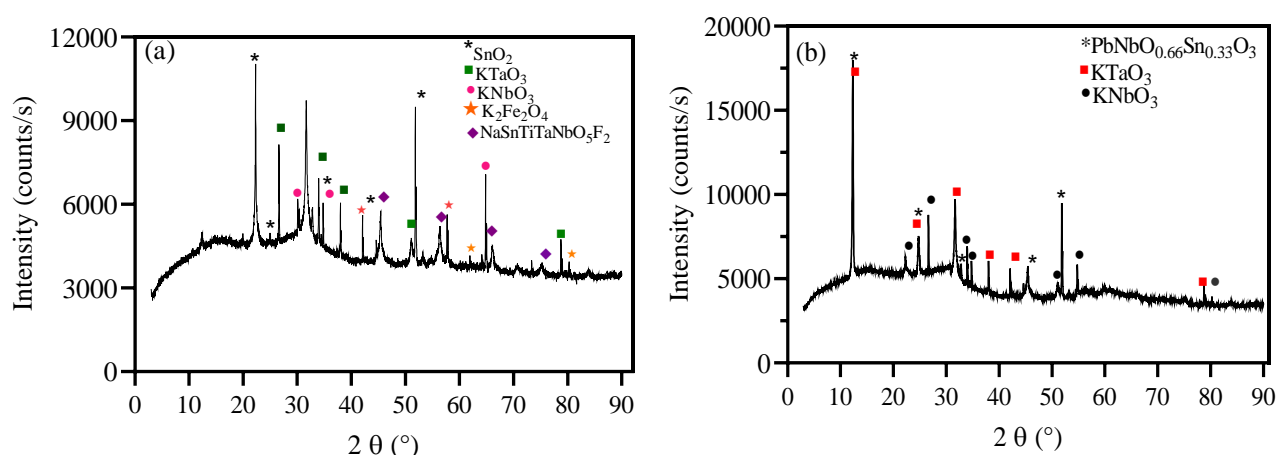 (a)
*SnO₂
KTaO₃
KNbO₃
K₂Fe₂O₄
NaSnTiTaNbO₅F₂
12000
9000
6000
3000
0
Intensity (counts/s)
0 10 20 30 40 50 60 70 80 90
2 θ (°)
(b)
*PbNbO₀.₆₆Sn₀.₃₃O₃
KTaO₃
KNbO₃
20000
15000
10000
5000
0
Intensity (counts/s)
0 10 20 30 40 50 60 70 80 90
2 θ (°)